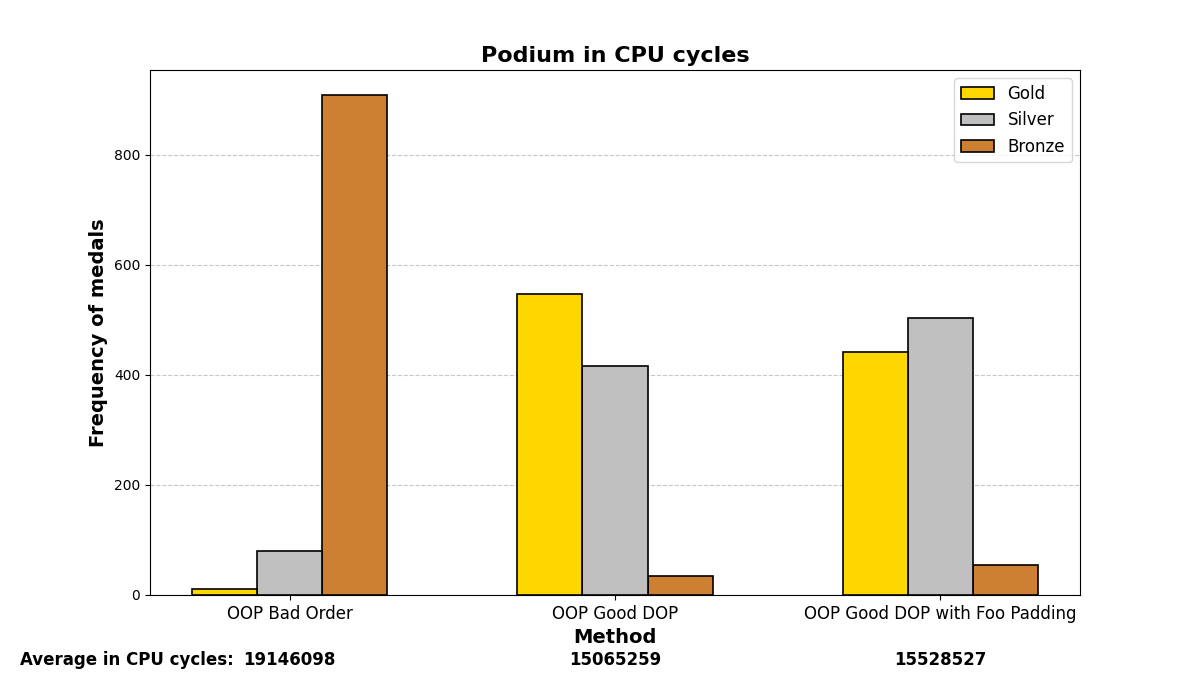 Podium in CPU cycles
Gold
Silver
Bronze
Frequency of medals
800
600
400
200
0
OOP Bad Order OOP Good DOP OOP Good DOP with Foo Padding
Method
Average in CPU cycles: 19146098 15065259 15528527